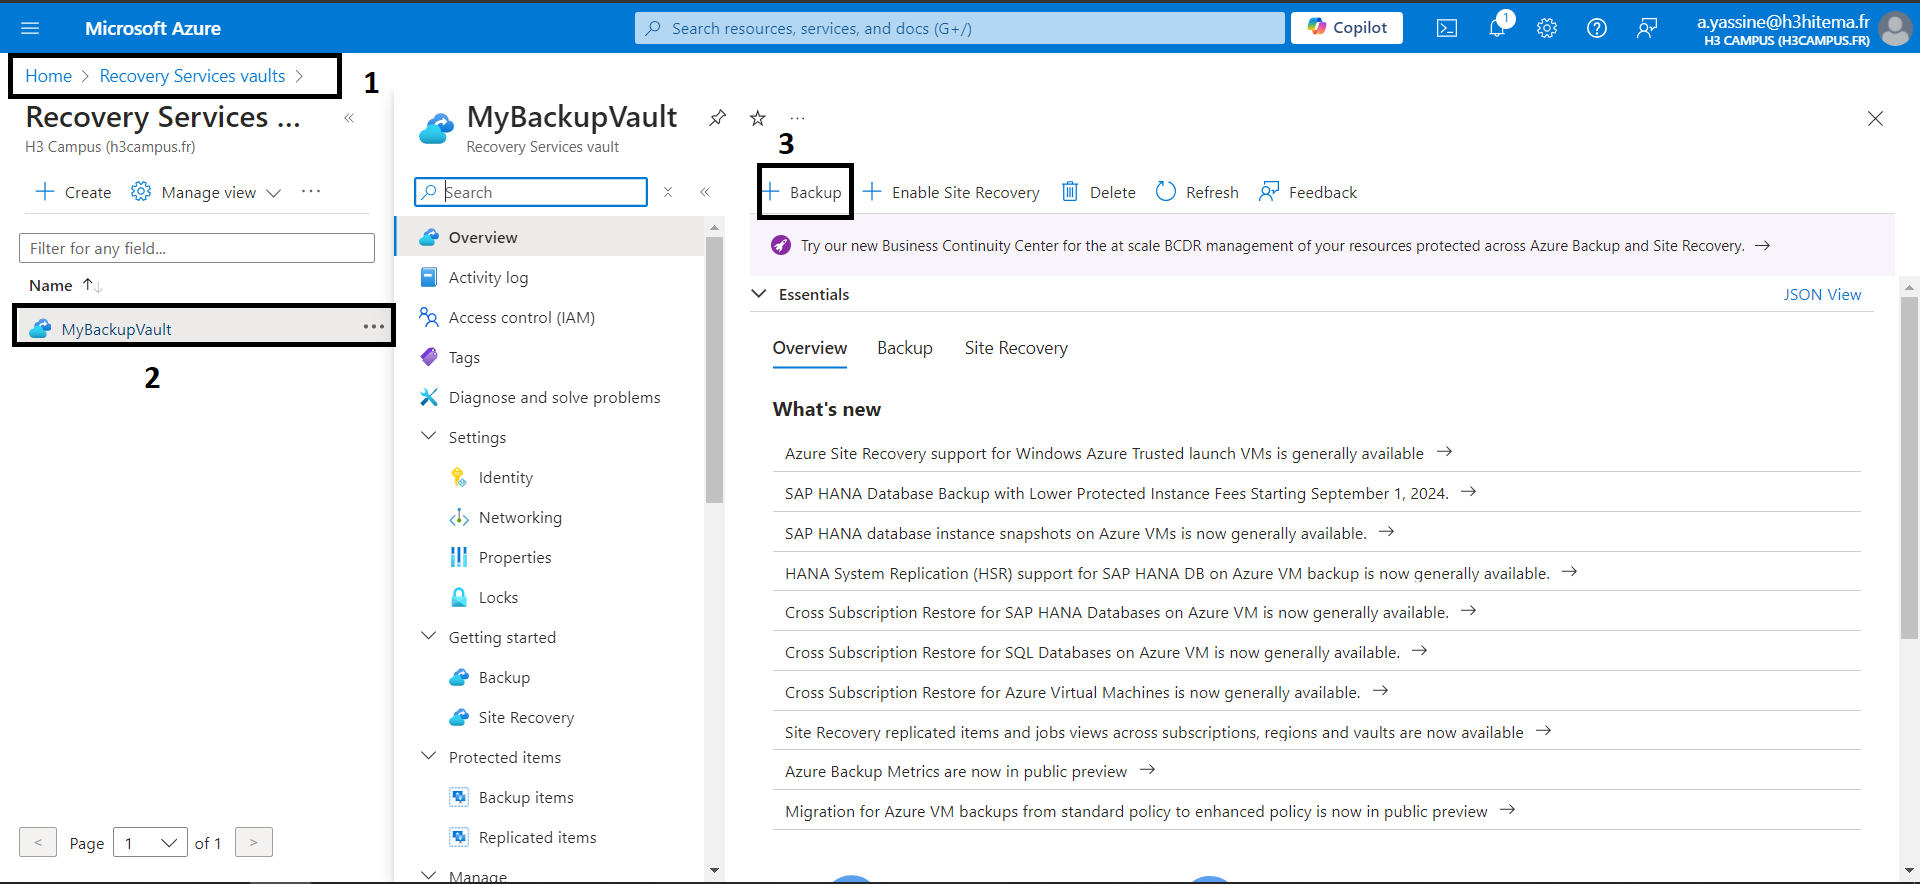 Microsoft Azure
Search resources, services, and docs (G+/)
Copilot
1
a.yassine@h3hitema.fr
H3 CAMPUS (H3CAMPUS.FR)
Home > Recovery Services vaults >
1
Recovery Services ...
«
H3 Campus (h3campus.fr)
+ Create
Manage view
...
Filter for any field...
Name ↑↓
MyBackupVault
...
2
< Page 1 of 1 >
MyBackupVault
...
Recovery Services vault
3
Search
«
Overview
Activity log
Access control (IAM)
Tags
Diagnose and solve problems
Settings
Identity
Networking
Properties
Locks
Getting started
Backup
Site Recovery
Protected items
Backup items
Replicated items
Manage
+ Backup
+ Enable Site Recovery
Delete
Refresh
Feedback
Try our new Business Continuity Center for the at scale BCDR management of your resources protected across Azure Backup and Site Recovery. →
Essentials
JSON View
Overview
Backup
Site Recovery
What's new
Azure Site Recovery support for Windows Azure Trusted launch VMs is generally available →
SAP HANA Database Backup with Lower Protected Instance Fees Starting September 1, 2024. →
SAP HANA database instance snapshots on Azure VMs is now generally available. →
HANA System Replication (HSR) support for SAP HANA DB on Azure VM backup is now generally available. →
Cross Subscription Restore for SAP HANA Databases on Azure VM is now generally available. →
Cross Subscription Restore for SQL Databases on Azure VM is now generally available. →
Cross Subscription Restore for Azure Virtual Machines is now generally available. →
Site Recovery replicated items and jobs views across subscriptions, regions and vaults are now available →
Azure Backup Metrics are now in public preview →
Migration for Azure VM backups from standard policy to enhanced policy is now in public preview →